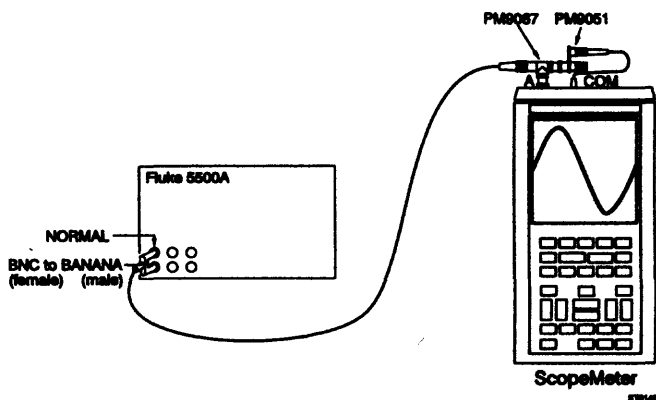 PM9067 PM9051
A COM
Fluke 5500A
NORMAL
BNC to BANANA
(female) (male)
ScopeMeter